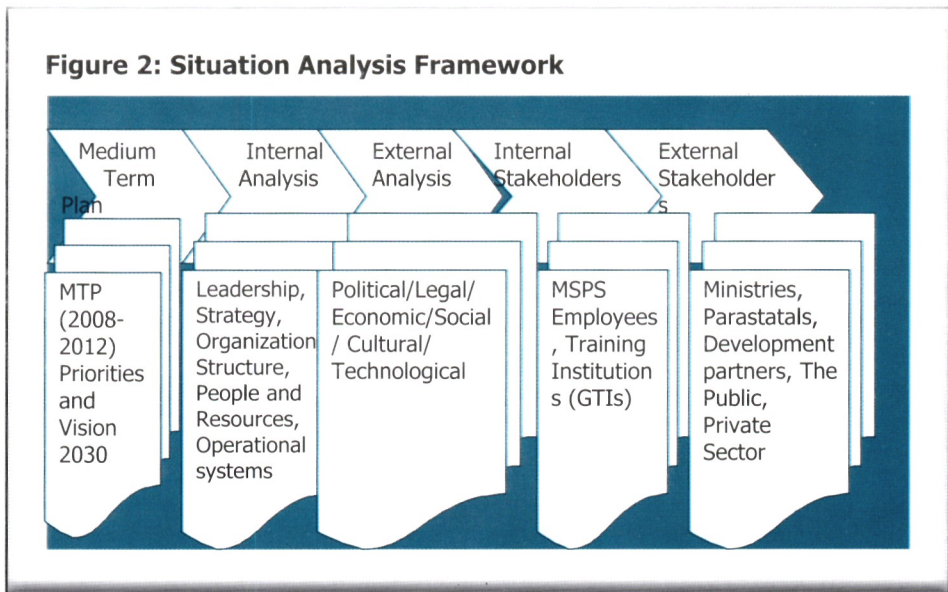 Figure 2: Situation Analysis Framework
Medium
Term
Plan
Internal
Analysis
External
Analysis
Internal
Stakeholders
External
Stakeholder
s
MTP
(2008-
2012)
Priorities
and
Vision
2030
Leadership,
Strategy,
Organization
Structure,
People and
Resources,
Operational
systems
Political/Legal/
Economic/Social
/ Cultural/
Technological
MSPS
Employees
, Training
Institution
s (GTIs)
Ministries,
Parastatals,
Development
partners, The
Public,
Private
Sector